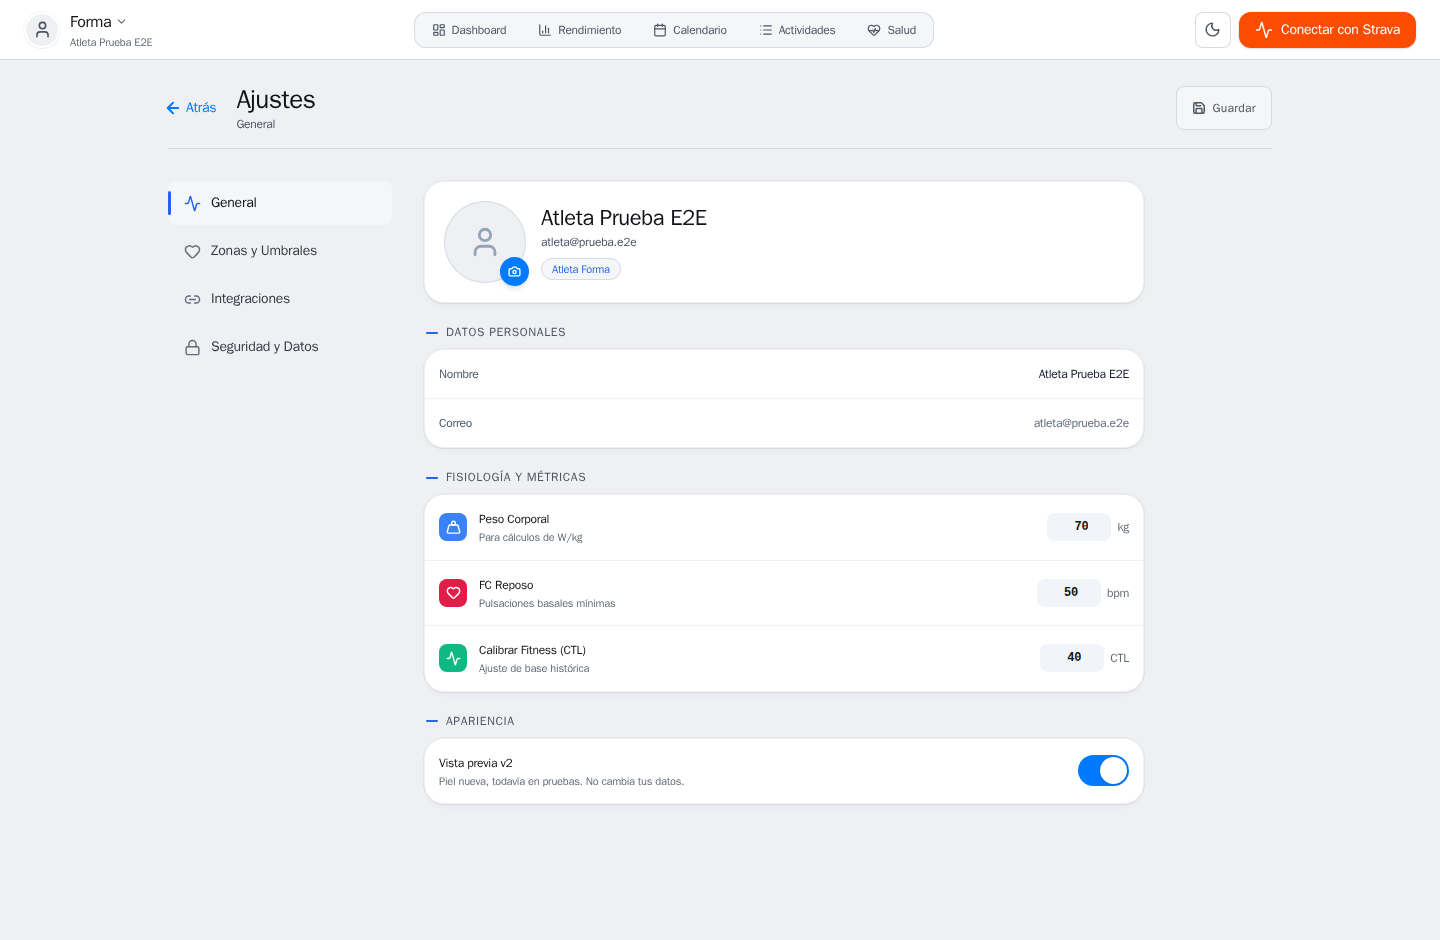 Forma
Atleta Prueba E2E
Dashboard
Rendimiento
Calendario
Actividades
Salud
Conectar con Strava
Atrás
Ajustes
General
Guardar
General
Zonas y Umbrales
Integraciones
Seguridad y Datos
Atleta Prueba E2E
atleta@prueba.e2e
Atleta Forma
DATOS PERSONALES
Nombre
Atleta Prueba E2E
Correo
atleta@prueba.e2e
FISIOLOGÍA Y MÉTRICAS
Peso Corporal
Para cálculos de W/kg
70 kg
FC Reposo
Pulsaciones basales mínimas
50 bpm
Calibrar Fitness (CTL)
Ajuste de base histórica
40 CTL
APARIENCIA
Vista previa v2
Piel nueva, todavía en pruebas. No cambia tus datos.